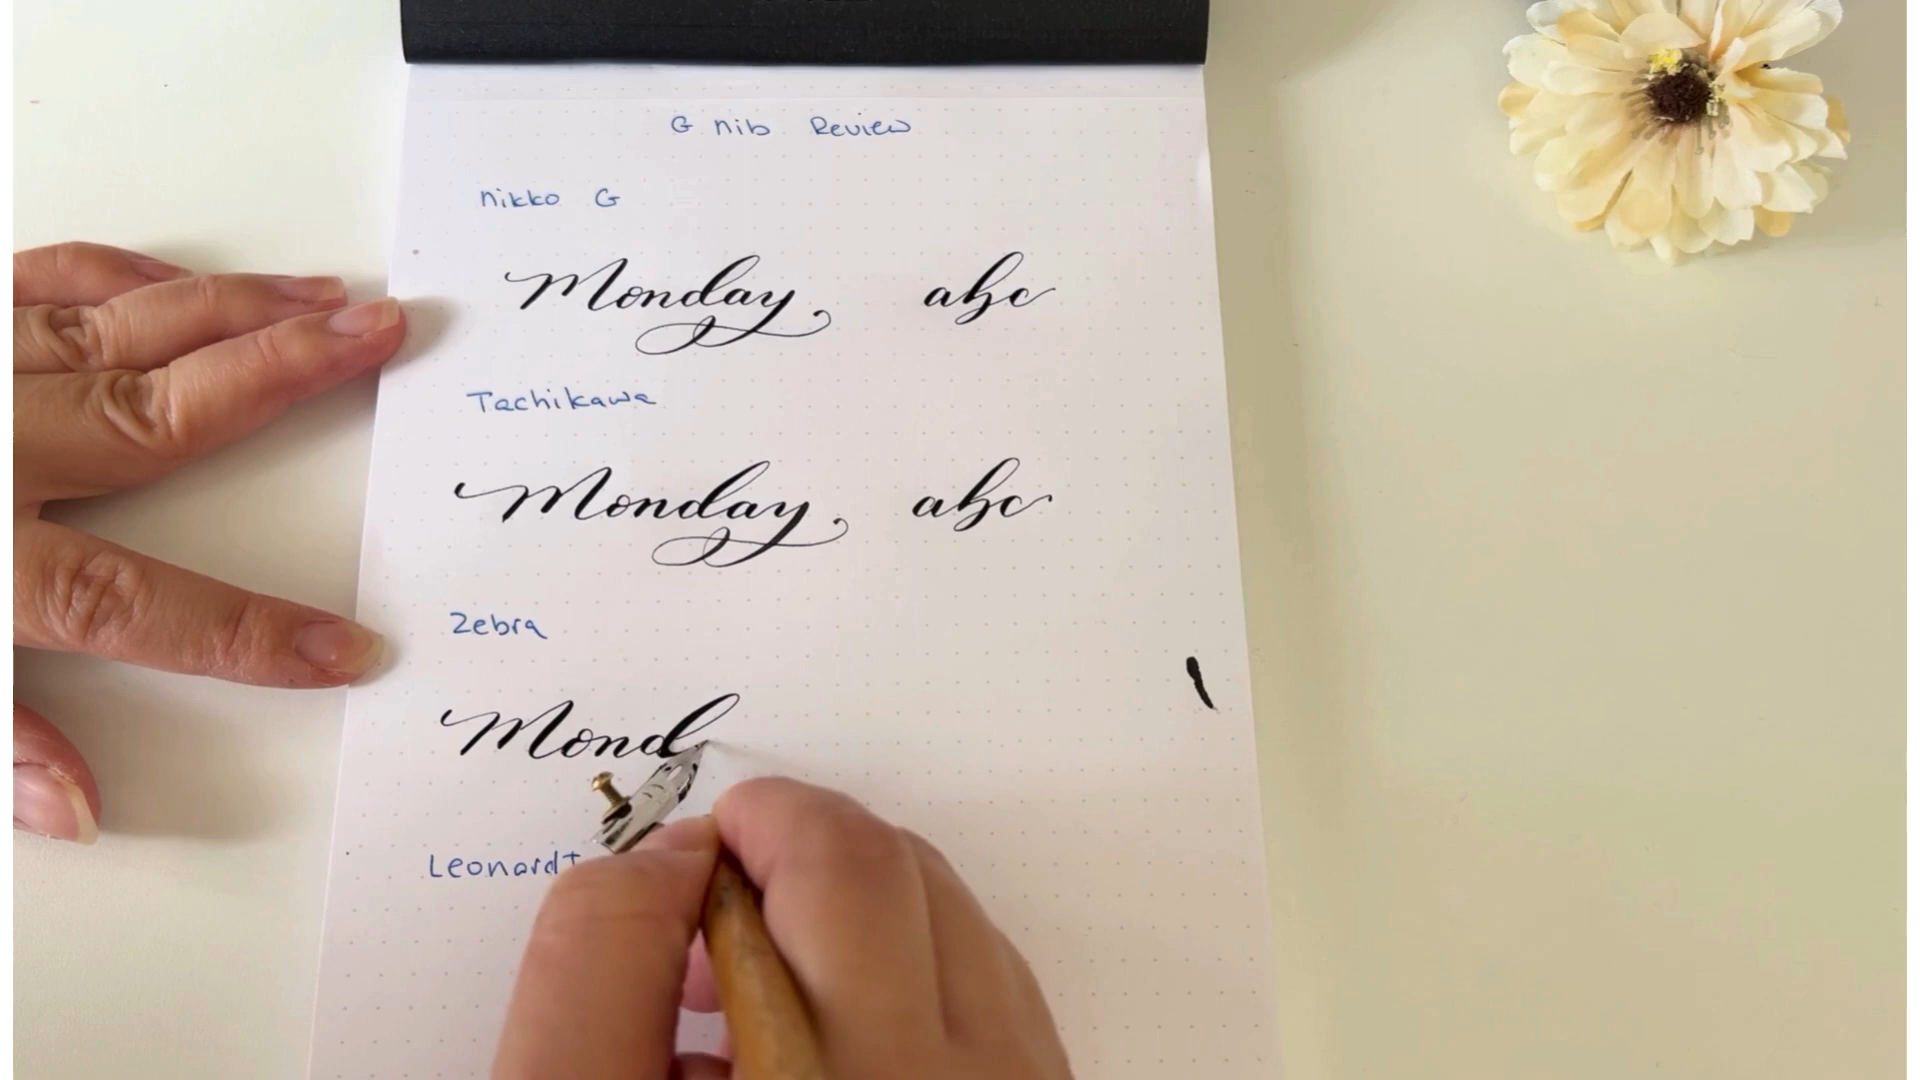 G nib Review
nikko G
Monday abc
Tachikawa
Monday abc
Zebra
Mond
Leonardt